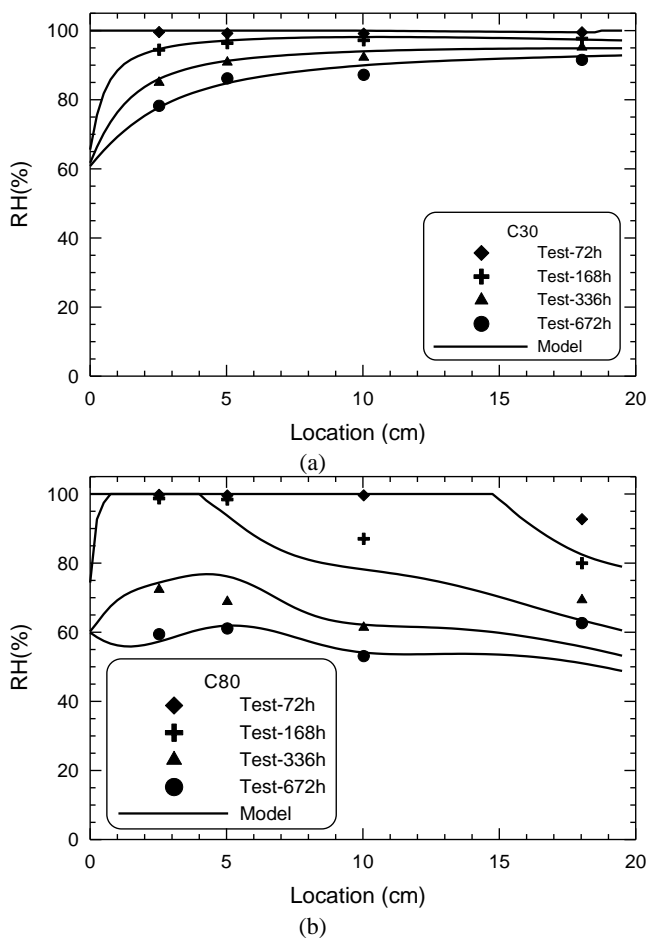 100
80
60
40
20
0
RH(%)
C30
Test-72h
Test-168h
Test-336h
Test-672h
Model
0 5 10 15 20
Location (cm)
(a)
100
80
60
40
20
0
RH(%)
C80
Test-72h
Test-168h
Test-336h
Test-672h
Model
0 5 10 15 20
Location (cm)
(b)